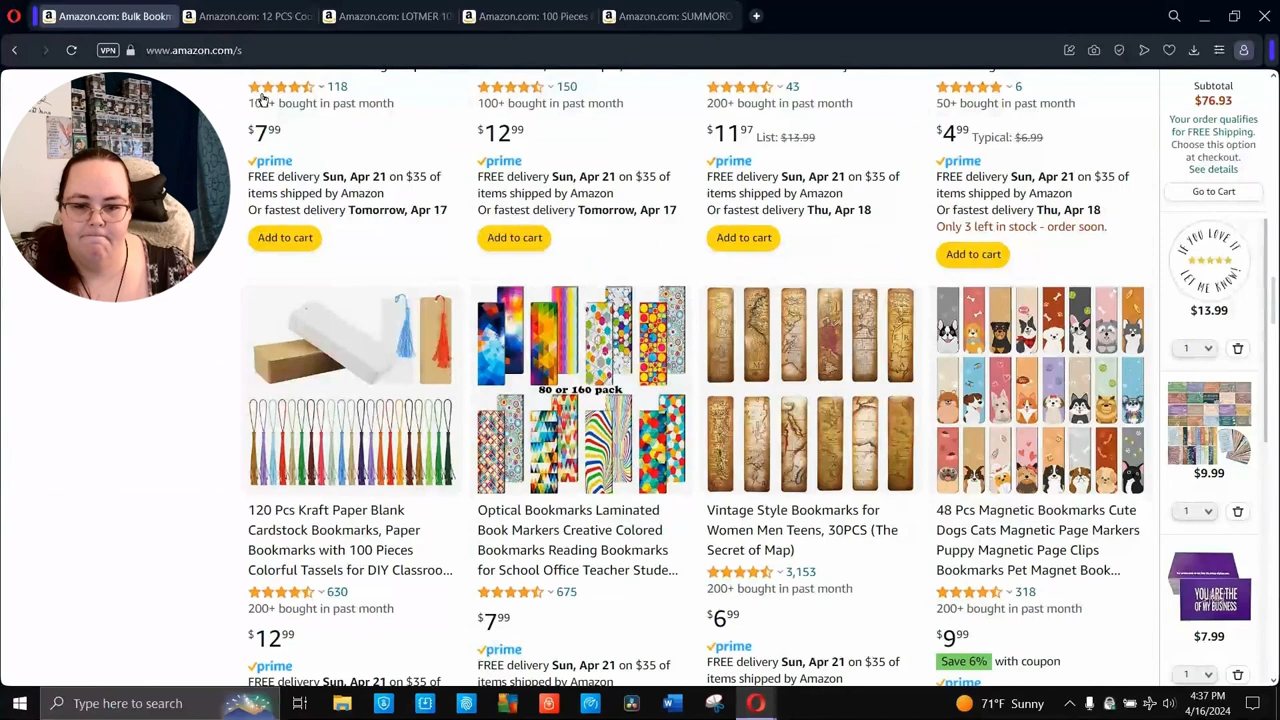 Amazon.com: Bulk Bookm
Amazon.com: 12 PCS Coo
Amazon.com: LOTMER 10
Amazon.com: 100 Pieces
Amazon.com: SUMMORO
VPN
www.amazon.com/s
118
100+ bought in past month
$7 99
prime
FREE delivery Sun, Apr 21 on $35 of
items shipped by Amazon
Or fastest delivery Tomorrow, Apr 17
Add to cart
150
100+ bought in past month
$12 99
prime
FREE delivery Sun, Apr 21 on $35 of
items shipped by Amazon
Or fastest delivery Tomorrow, Apr 17
Add to cart
43
200+ bought in past month
$11 97 List: $13.99
prime
FREE delivery Sun, Apr 21 on $35 of
items shipped by Amazon
Or fastest delivery Thu, Apr 18
Add to cart
6
50+ bought in past month
$4 99 Typical: $6.99
prime
FREE delivery Sun, Apr 21 on $35 of
items shipped by Amazon
Or fastest delivery Thu, Apr 18
Only 3 left in stock - order soon.
Add to cart
120 Pcs Kraft Paper Blank
Cardstock Bookmarks, Paper
Bookmarks with 100 Pieces
Colorful Tassels for DIY Classroo...
630
200+ bought in past month
$12 99
prime
FREE delivery Sun, Apr 21 on $35 of
80 or 160 pack
Optical Bookmarks Laminated
Book Markers Creative Colored
Bookmarks Reading Bookmarks
for School Office Teacher Stude...
675
$7 99
prime
FREE delivery Sun, Apr 21 on $35 of
items shipped by Amazon
Vintage Style Bookmarks for
Women Men Teens, 30PCS (The
Secret of Map)
3,153
200+ bought in past month
$6 99
prime
FREE delivery Sun, Apr 21 on $35 of
items shipped by Amazon
48 Pcs Magnetic Bookmarks Cute
Dogs Cats Magnetic Page Markers
Puppy Magnetic Page Clips
Bookmarks Pet Magnet Book...
318
200+ bought in past month
$9 99
Save 6% with coupon
prime
Subtotal
$76.93
Your order qualifies
for FREE Shipping.
Choose this option
at checkout.
See details
Go to Cart
IF YOU LOVE IT
LET ME KNOW!
$13.99
1
$9.99
1
YOU ARE THE
OF MY BUSINESS
$7.99
1
Type here to search
71°F Sunny
4:37 PM
4/16/2024